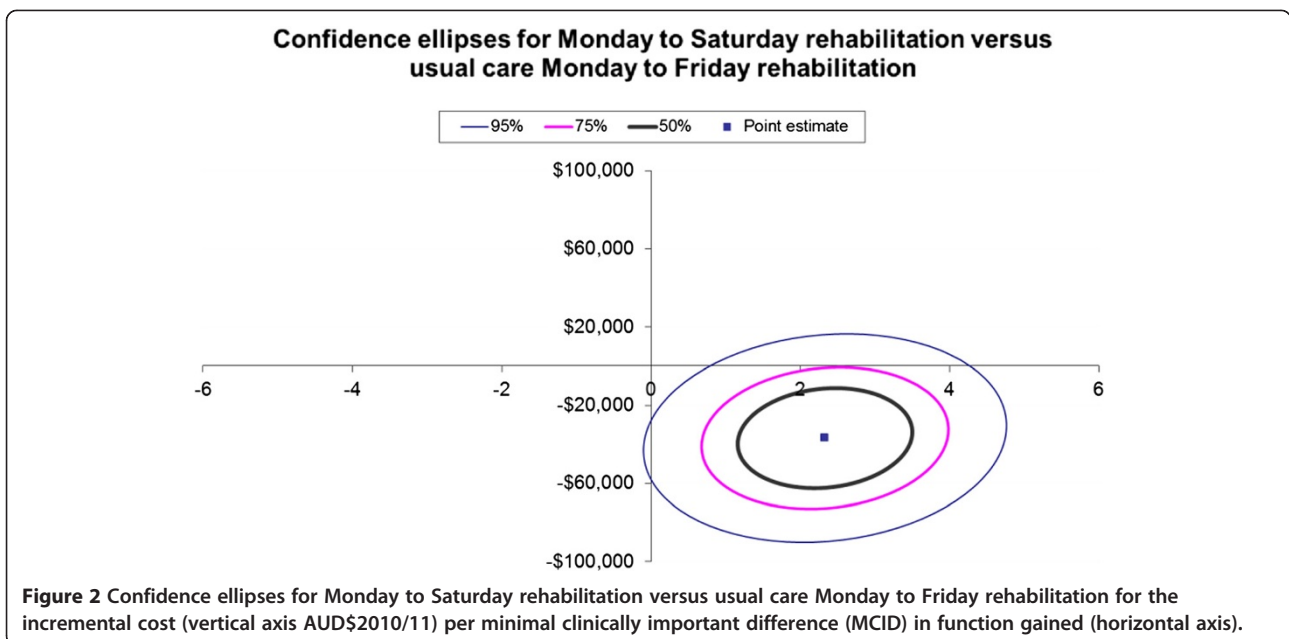 Confidence ellipses for Monday to Saturday rehabilitation versus
usual care Monday to Friday rehabilitation
95% 75% 50% Point estimate
$100,000
$60,000
$20,000
-6 -4 -2 0 2 4 6
-$20,000
-$60,000
-$100,000
Figure 2 Confidence ellipses for Monday to Saturday rehabilitation versus usual care Monday to Friday rehabilitation for the
incremental cost (vertical axis AUD$2010/11) per minimal clinically important difference (MCID) in function gained (horizontal axis).